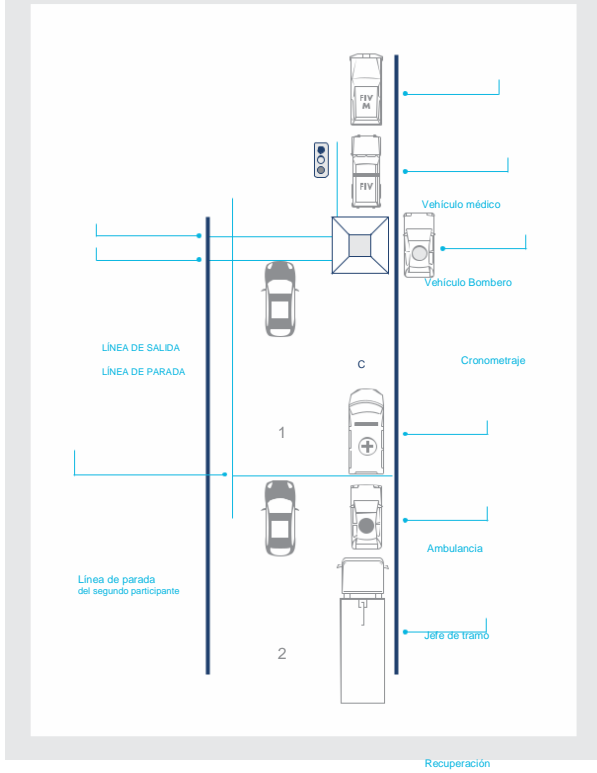 FIV
M
FIV
Vehículo médico
Vehículo Bombero
LÍNEA DE SALIDA
LÍNEA DE PARADA
C
Cronometraje
1
Ambulancia
Línea de parada
del segundo participante
Jefe de tramo
2
Recuperación